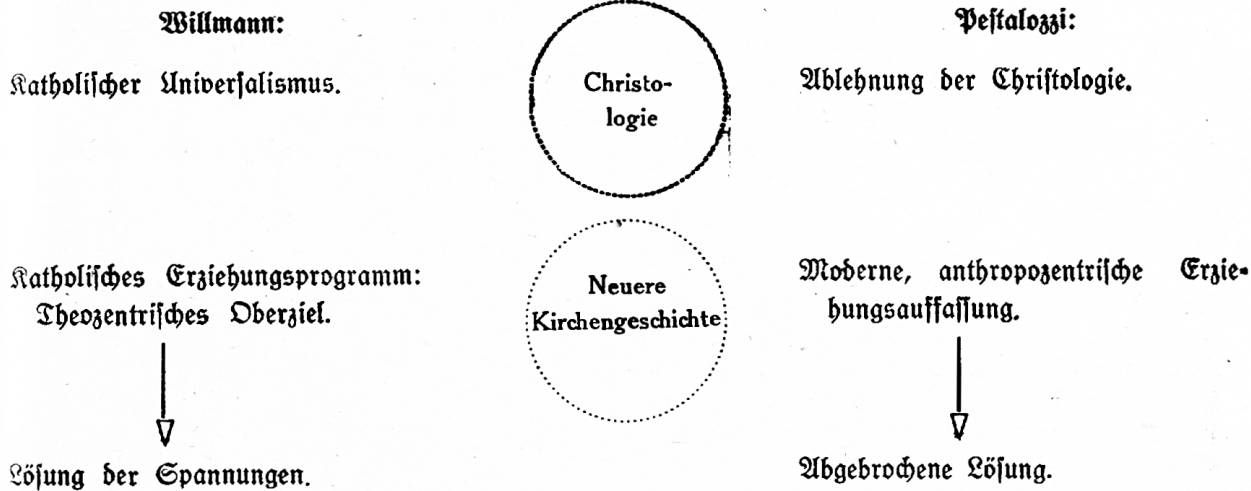 Willmann:
Katholischer Universalismus.
Christo-
logie
Pestalozzi:
Ablehnung der Christologie.
Katholisches Erziehungsprogramm:
Theozentrisches Oberziel.
Neuere
Kirchengeschichte
Moderne, anthropozentrische Erzie-
hungsauffassung.
Lösung der Spannungen.
Abgebrochene Lösung.